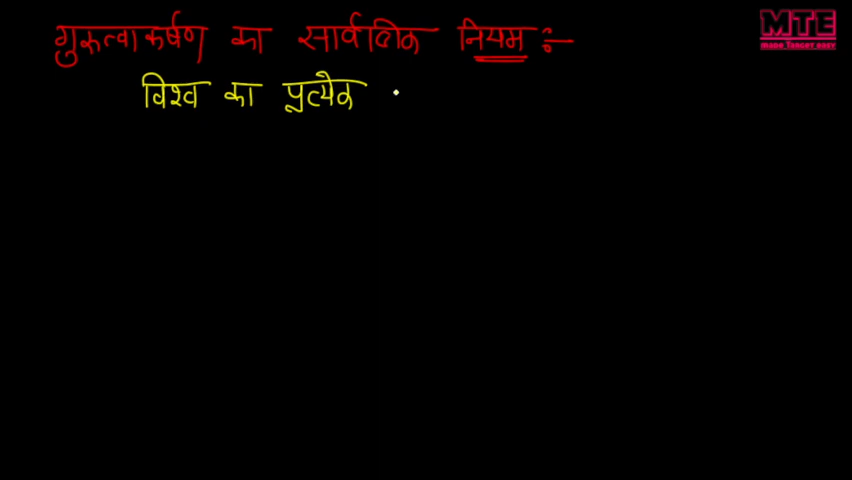 गुरुत्वाकर्षण का सार्वत्रिक नियम :-
MTE
made Target easy
विश्व का प्रत्येक